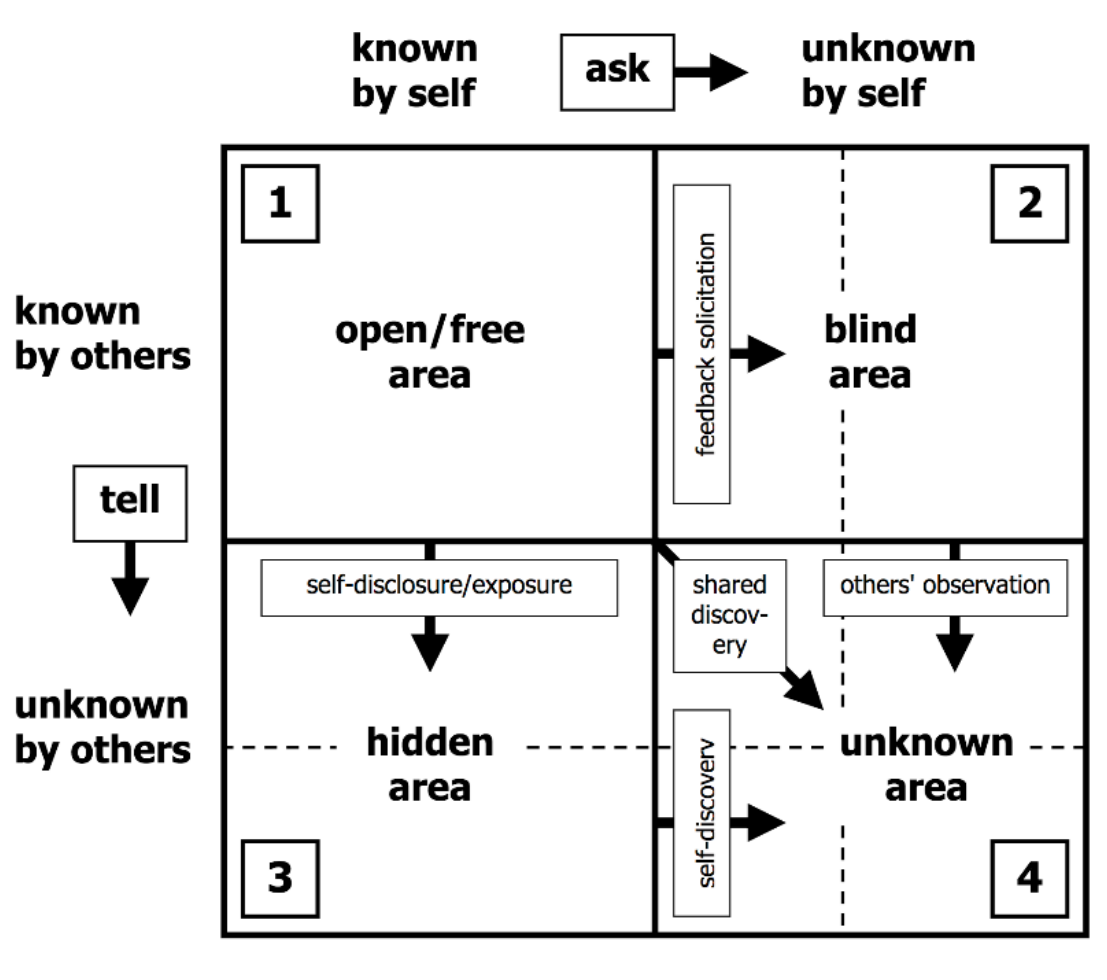 known
by self
ask
unknown
by self
1
2
known
by others
open/free
area
feedback solicitation
blind
area
tell
self-disclosure/exposure
shared
discov-
ery
others' observation
unknown
by others
hidden
area
self-discovery
unknown
area
3
4